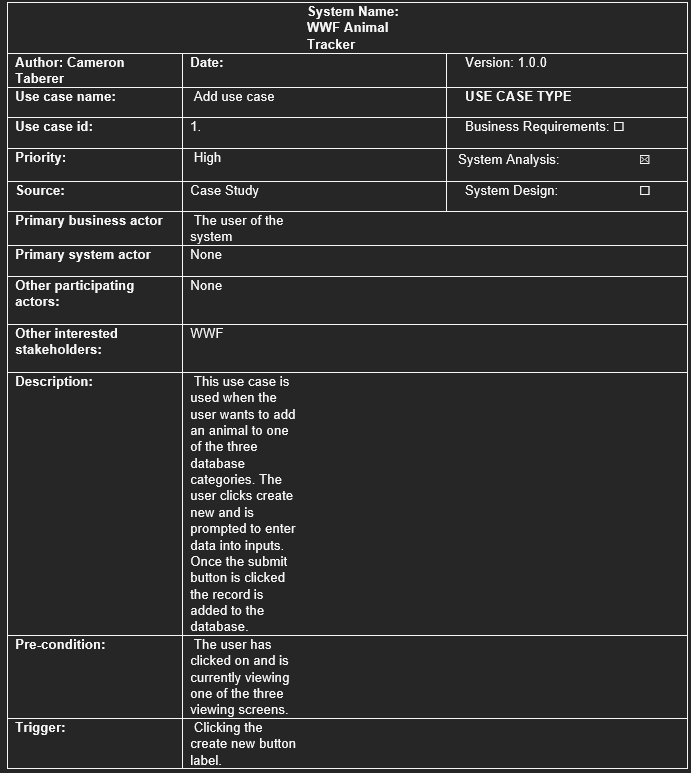 System Name:
WWF Animal
Tracker
Author: Cameron
Taberer
Date:
Version: 1.0.0
Use case name:
Add use case
USE CASE TYPE
Use case id:
1.
Business Requirements: ☐
Priority:
High
System Analysis: ☒
Source:
Case Study
System Design: ☐
Primary business actor
The user of the
system
Primary system actor
None
Other participating
actors:
None
Other interested
stakeholders:
WWF
Description:
This use case is
used when the
user wants to add
an animal to one
of the three
database
categories. The
user clicks create
new and is
prompted to enter
data into inputs.
Once the submit
button is clicked
the record is
added to the
database.
Pre-condition:
The user has
clicked on and is
currently viewing
one of the three
viewing screens.
Trigger:
Clicking the
create new button
label.